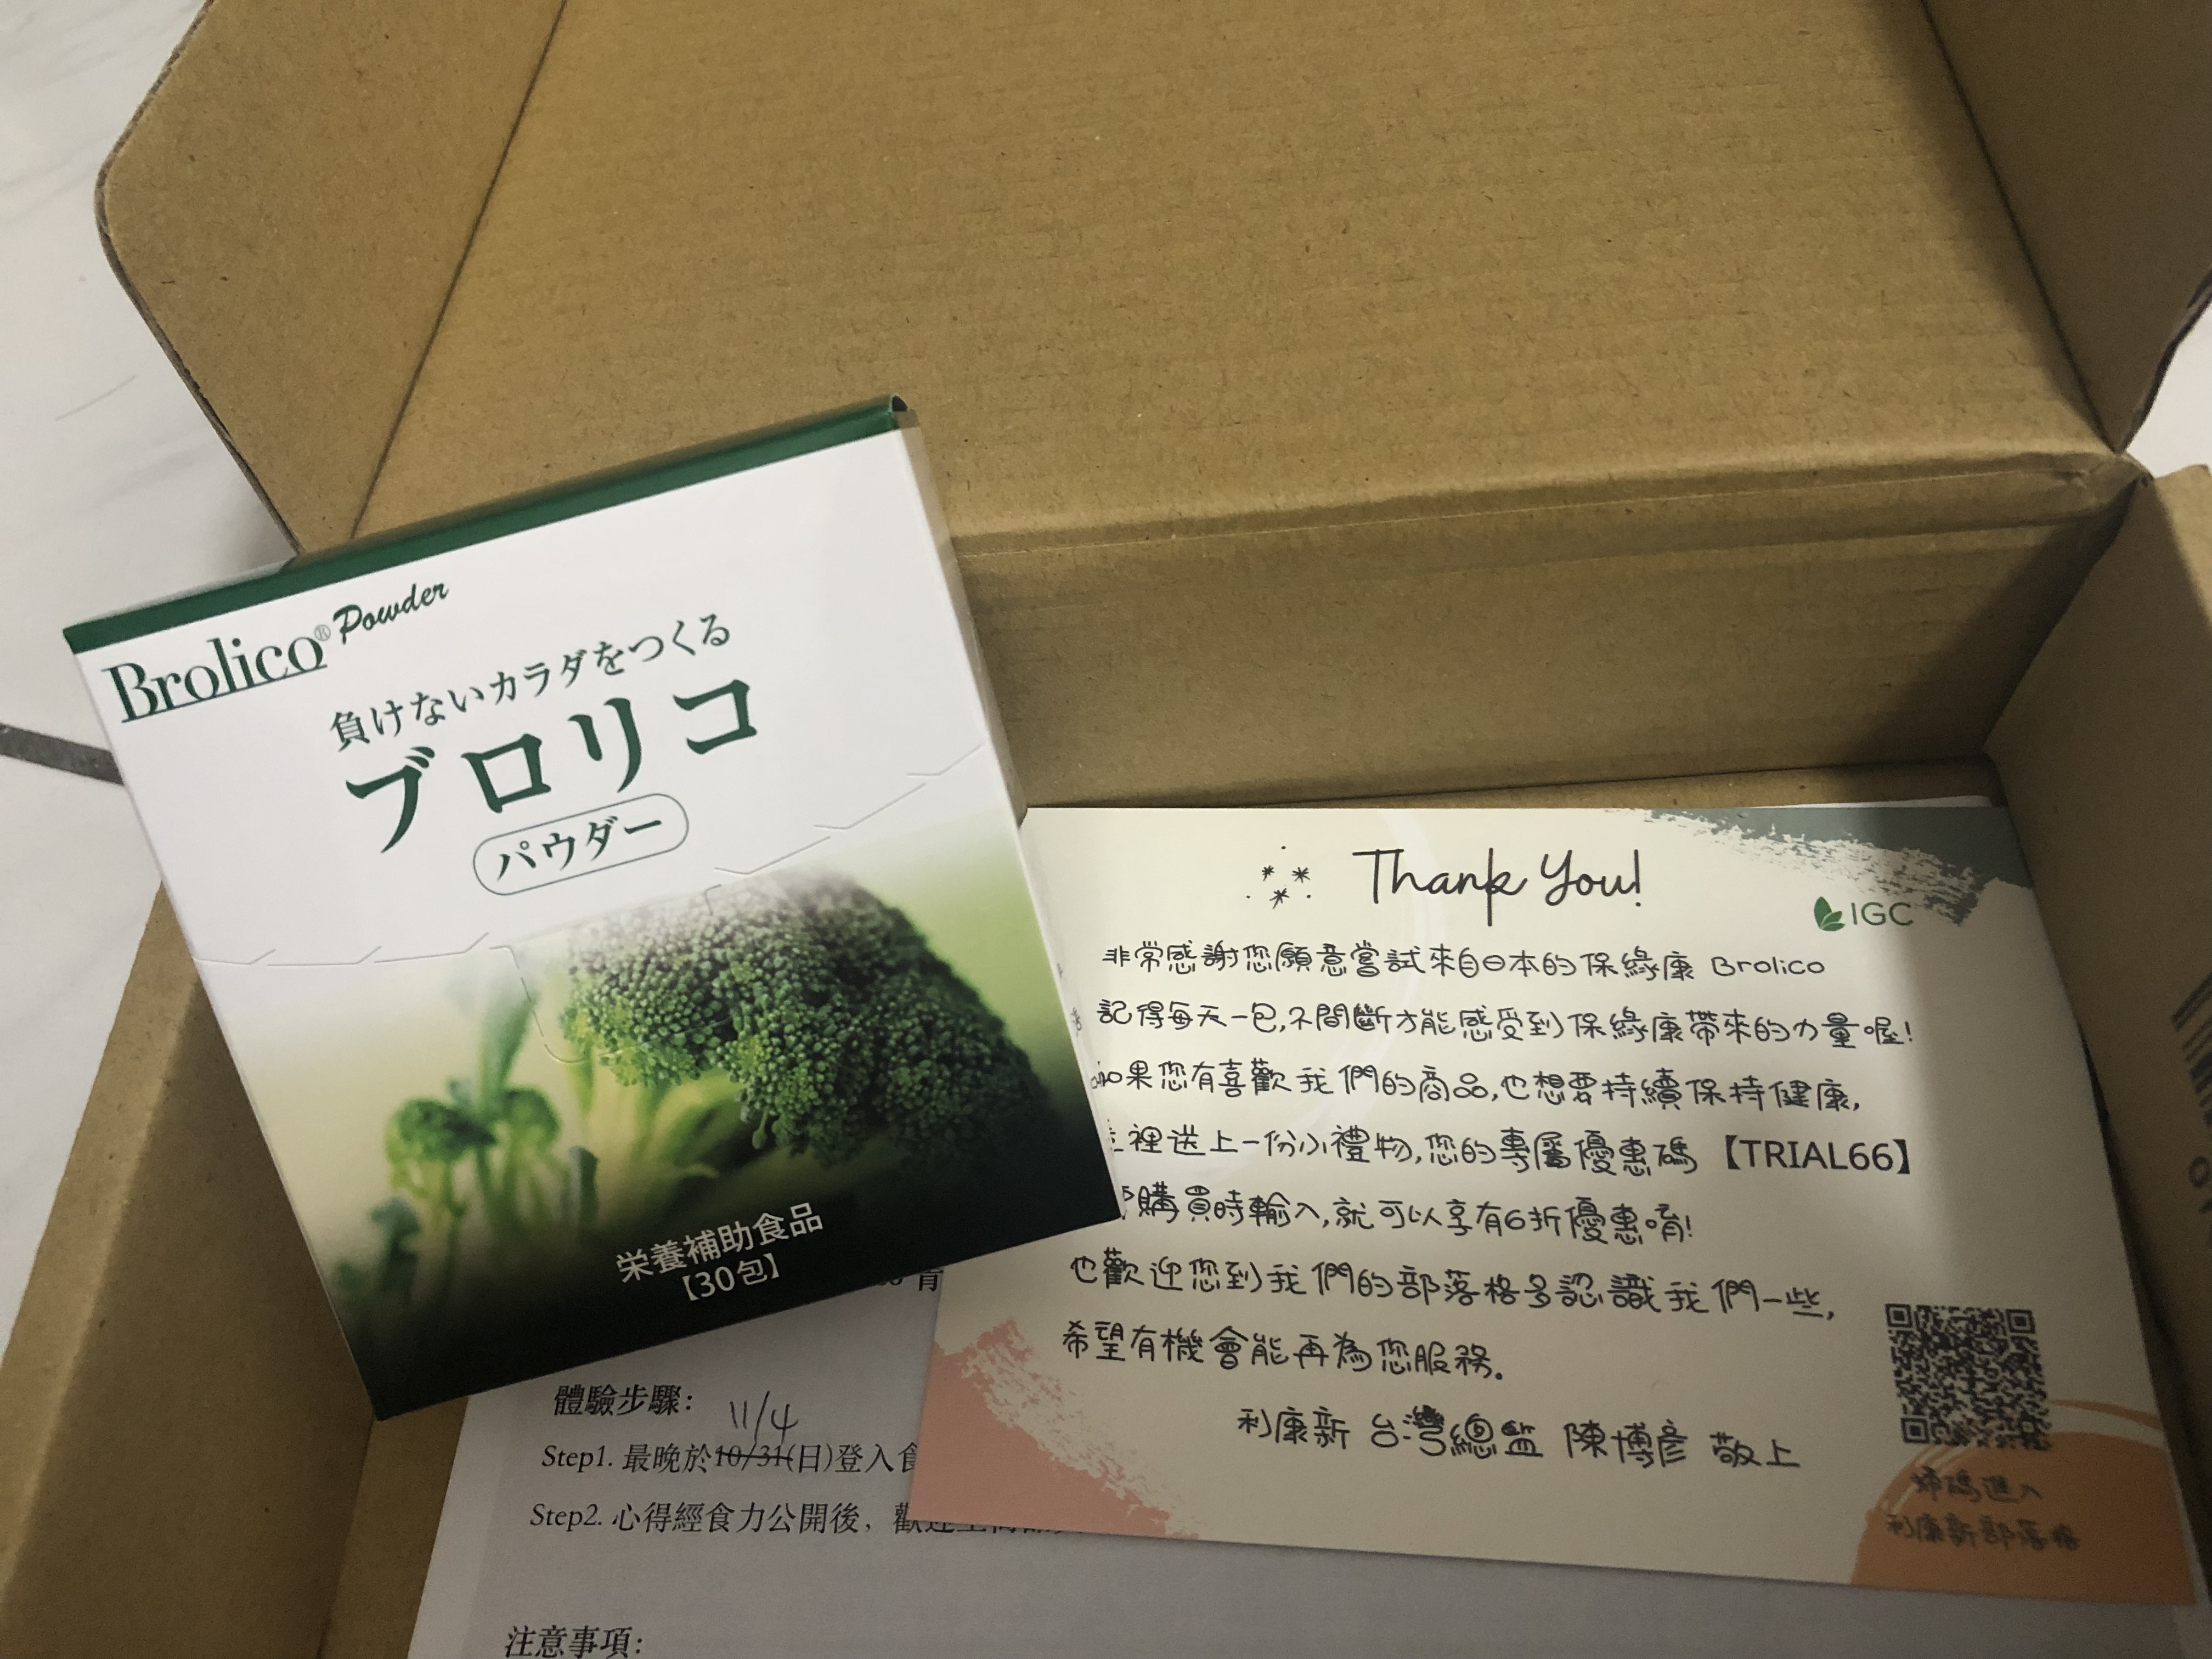 Brolico® Powder
負けないカラダをつくる
ブロリコ
パウダー
栄養補助食品
【30包】
Thank You!
IGC
非常感謝您願意嘗試來自日本的保綠康 Brolico
記得每天一包,不間斷才能感受到保綠康帶來的力量喔!
如果您有喜歡我們的商品,也想要持續保持健康,
裡送上一份小禮物,您的專屬優惠碼【TRIAL66】
購買時輸入,就可以享有6折優惠唷!
也歡迎您到我們的部落格多認識我們一些,
希望有機會能再為您服務。
利康新 台灣總監 陳博彥 敬上
掃碼進入
利康新部落格
體驗步驟:
11/4
Step1. 最晚於10/31(日)登入食
Step2. 心得經食力公開後，歡迎
注意事項: